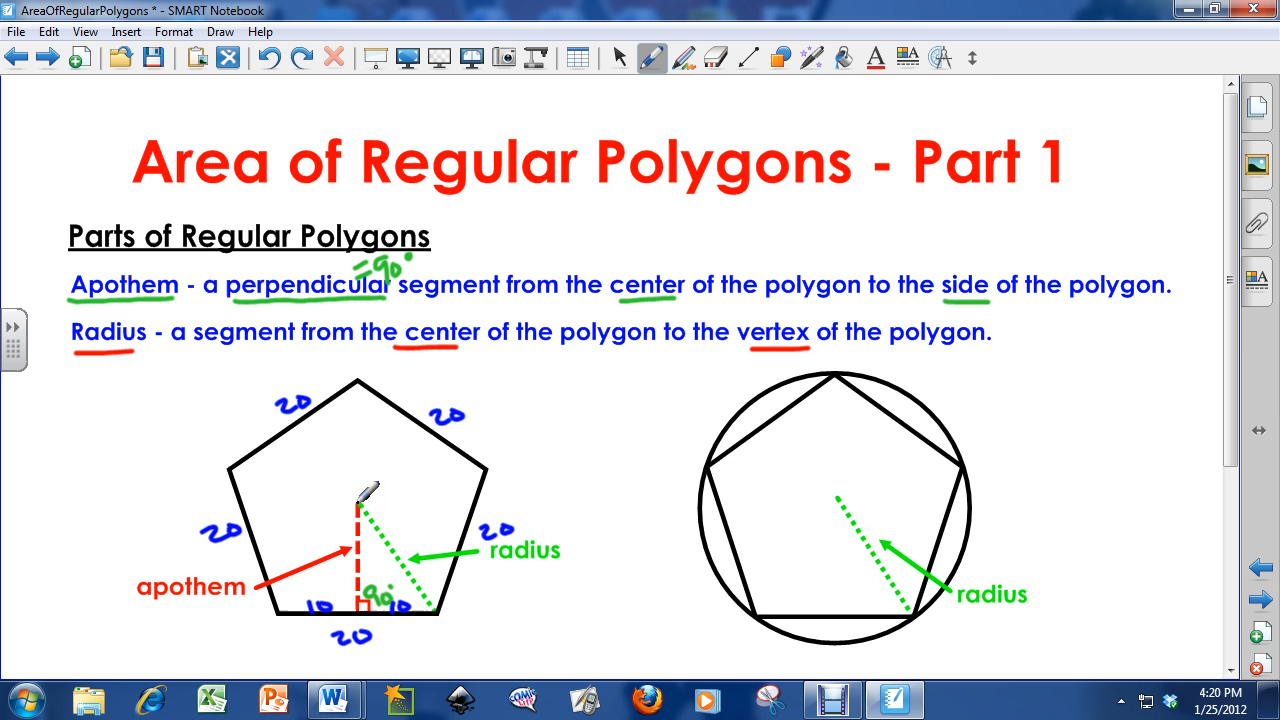 AreaOfRegularPolygons * - SMART Notebook
File Edit View Insert Format Draw Help
Area of Regular Polygons - Part 1
Parts of Regular Polygons
=90°
Apothem - a perpendicular segment from the center of the polygon to the side of the polygon.
Radius - a segment from the center of the polygon to the vertex of the polygon.
20 20
20 20
radius
apothem
90°
10 10
20
radius
4:20 PM
1/25/2012